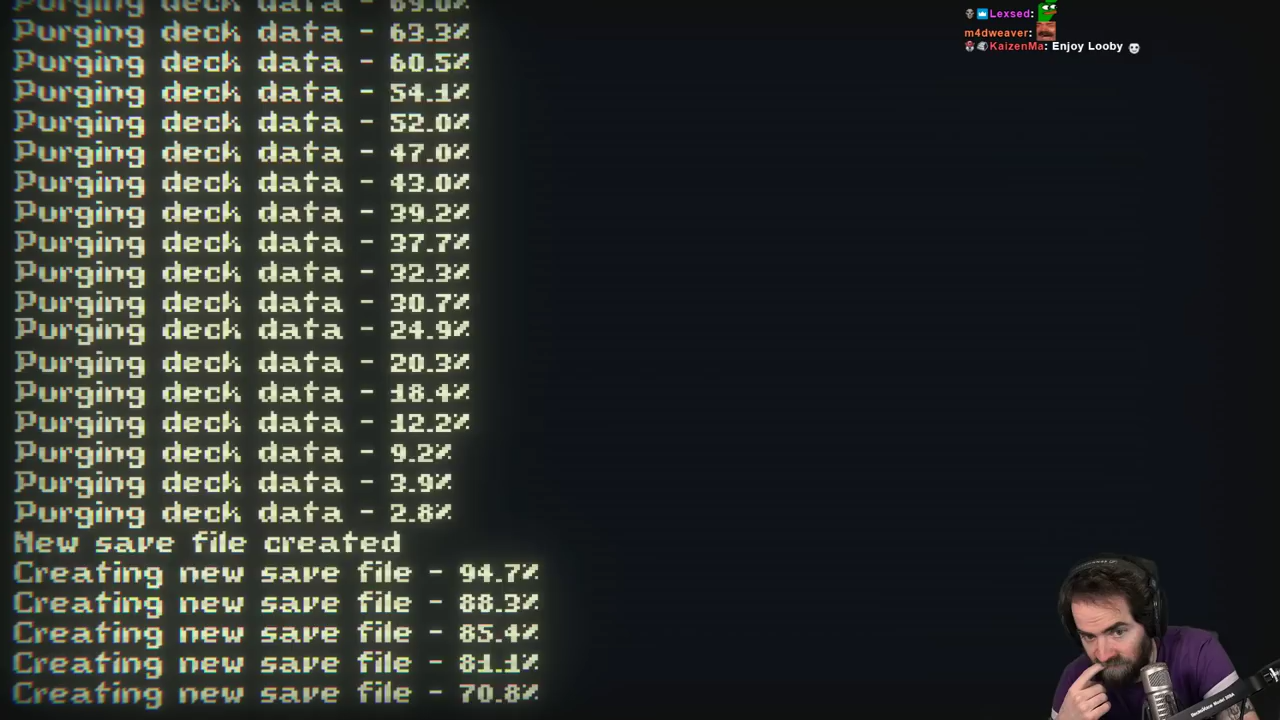 Purging deck data - 69.0%
Purging deck data - 63.3%
Purging deck data - 60.5%
Purging deck data - 54.1%
Purging deck data - 52.0%
Purging deck data - 47.0%
Purging deck data - 43.0%
Purging deck data - 39.2%
Purging deck data - 37.7%
Purging deck data - 32.3%
Purging deck data - 30.7%
Purging deck data - 24.9%
Purging deck data - 20.3%
Purging deck data - 18.4%
Purging deck data - 12.2%
Purging deck data - 9.2%
Purging deck data - 3.9%
Purging deck data - 2.8%
New save file created
Creating new save file - 94.7%
Creating new save file - 88.3%
Creating new save file - 85.4%
Creating new save file - 81.1%
Creating new save file - 70.8%
Lexsed:
m4dweaver:
KaizenMa: Enjoy Looby